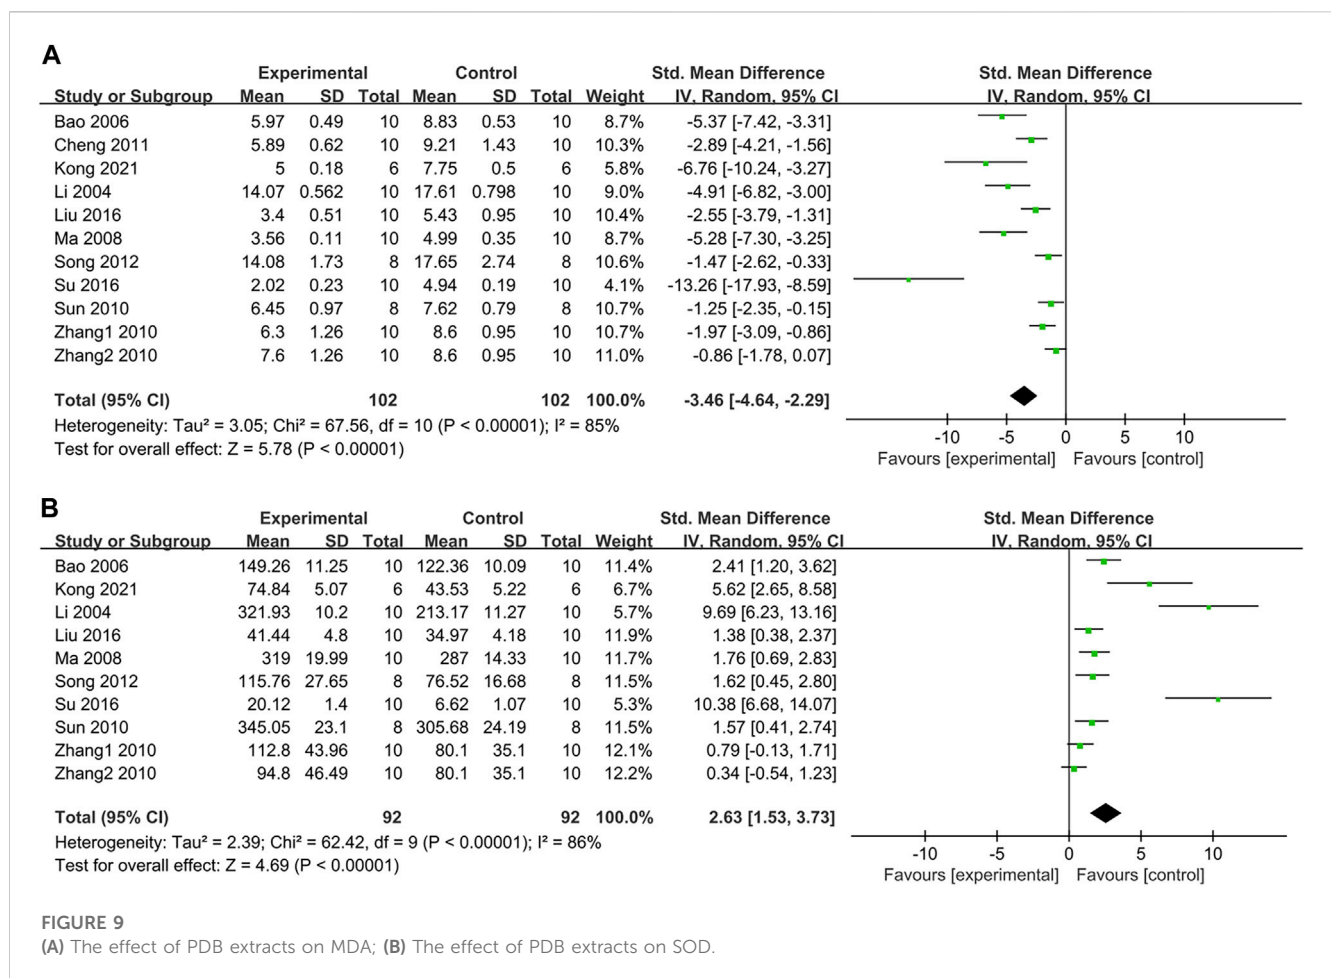 A
Experimental Control Std. Mean Difference Std. Mean Difference
Study or Subgroup Mean SD Total Mean SD Total Weight IV, Random, 95% CI IV, Random, 95% CI
Bao 2006 5.97 0.49 10 8.83 0.53 10 8.7% -5.37 [-7.42, -3.31]
Cheng 2011 5.89 0.62 10 9.21 1.43 10 10.3% -2.89 [-4.21, -1.56]
Kong 2021 5 0.18 6 7.75 0.5 6 5.8% -6.76 [-10.24, -3.27]
Li 2004 14.07 0.562 10 17.61 0.798 10 9.0% -4.91 [-6.82, -3.00]
Liu 2016 3.4 0.51 10 5.43 0.95 10 10.4% -2.55 [-3.79, -1.31]
Ma 2008 3.56 0.11 10 4.99 0.35 10 8.7% -5.28 [-7.30, -3.25]
Song 2012 14.08 1.73 8 17.65 2.74 8 10.6% -1.47 [-2.62, -0.33]
Su 2016 2.02 0.23 10 4.94 0.19 10 4.1% -13.26 [-17.93, -8.59]
Sun 2010 6.45 0.97 8 7.62 0.79 8 10.7% -1.25 [-2.35, -0.15]
Zhang1 2010 6.3 1.26 10 8.6 0.95 10 10.7% -1.97 [-3.09, -0.86]
Zhang2 2010 7.6 1.26 10 8.6 0.95 10 11.0% -0.86 [-1.78, 0.07]
Total (95% CI) 102 102 100.0% -3.46 [-4.64, -2.29]
Heterogeneity: Tau² = 3.05; Chi² = 67.56, df = 10 (P < 0.00001); I² = 85%
Test for overall effect: Z = 5.78 (P < 0.00001)
-10 -5 0 5 10
Favours [experimental] Favours [control]
B
Experimental Control Std. Mean Difference Std. Mean Difference
Study or Subgroup Mean SD Total Mean SD Total Weight IV, Random, 95% CI IV, Random, 95% CI
Bao 2006 149.26 11.25 10 122.36 10.09 10 11.4% 2.41 [1.20, 3.62]
Kong 2021 74.84 5.07 6 43.53 5.22 6 6.7% 5.62 [2.65, 8.58]
Li 2004 321.93 10.2 10 213.17 11.27 10 5.7% 9.69 [6.23, 13.16]
Liu 2016 41.44 4.8 10 34.97 4.18 10 11.9% 1.38 [0.38, 2.37]
Ma 2008 319 19.99 10 287 14.33 10 11.7% 1.76 [0.69, 2.83]
Song 2012 115.76 27.65 8 76.52 16.68 8 11.5% 1.62 [0.45, 2.80]
Su 2016 20.12 1.4 10 6.62 1.07 10 5.3% 10.38 [6.68, 14.07]
Sun 2010 345.05 23.1 8 305.68 24.19 8 11.5% 1.57 [0.41, 2.74]
Zhang1 2010 112.8 43.96 10 80.1 35.1 10 12.1% 0.79 [-0.13, 1.71]
Zhang2 2010 94.8 46.49 10 80.1 35.1 10 12.2% 0.34 [-0.54, 1.23]
Total (95% CI) 92 92 100.0% 2.63 [1.53, 3.73]
Heterogeneity: Tau² = 2.39; Chi² = 62.42, df = 9 (P < 0.00001); I² = 86%
Test for overall effect: Z = 4.69 (P < 0.00001)
-10 -5 0 5 10
Favours [experimental] Favours [control]
FIGURE 9
(A) The effect of PDB extracts on MDA; (B) The effect of PDB extracts on SOD.